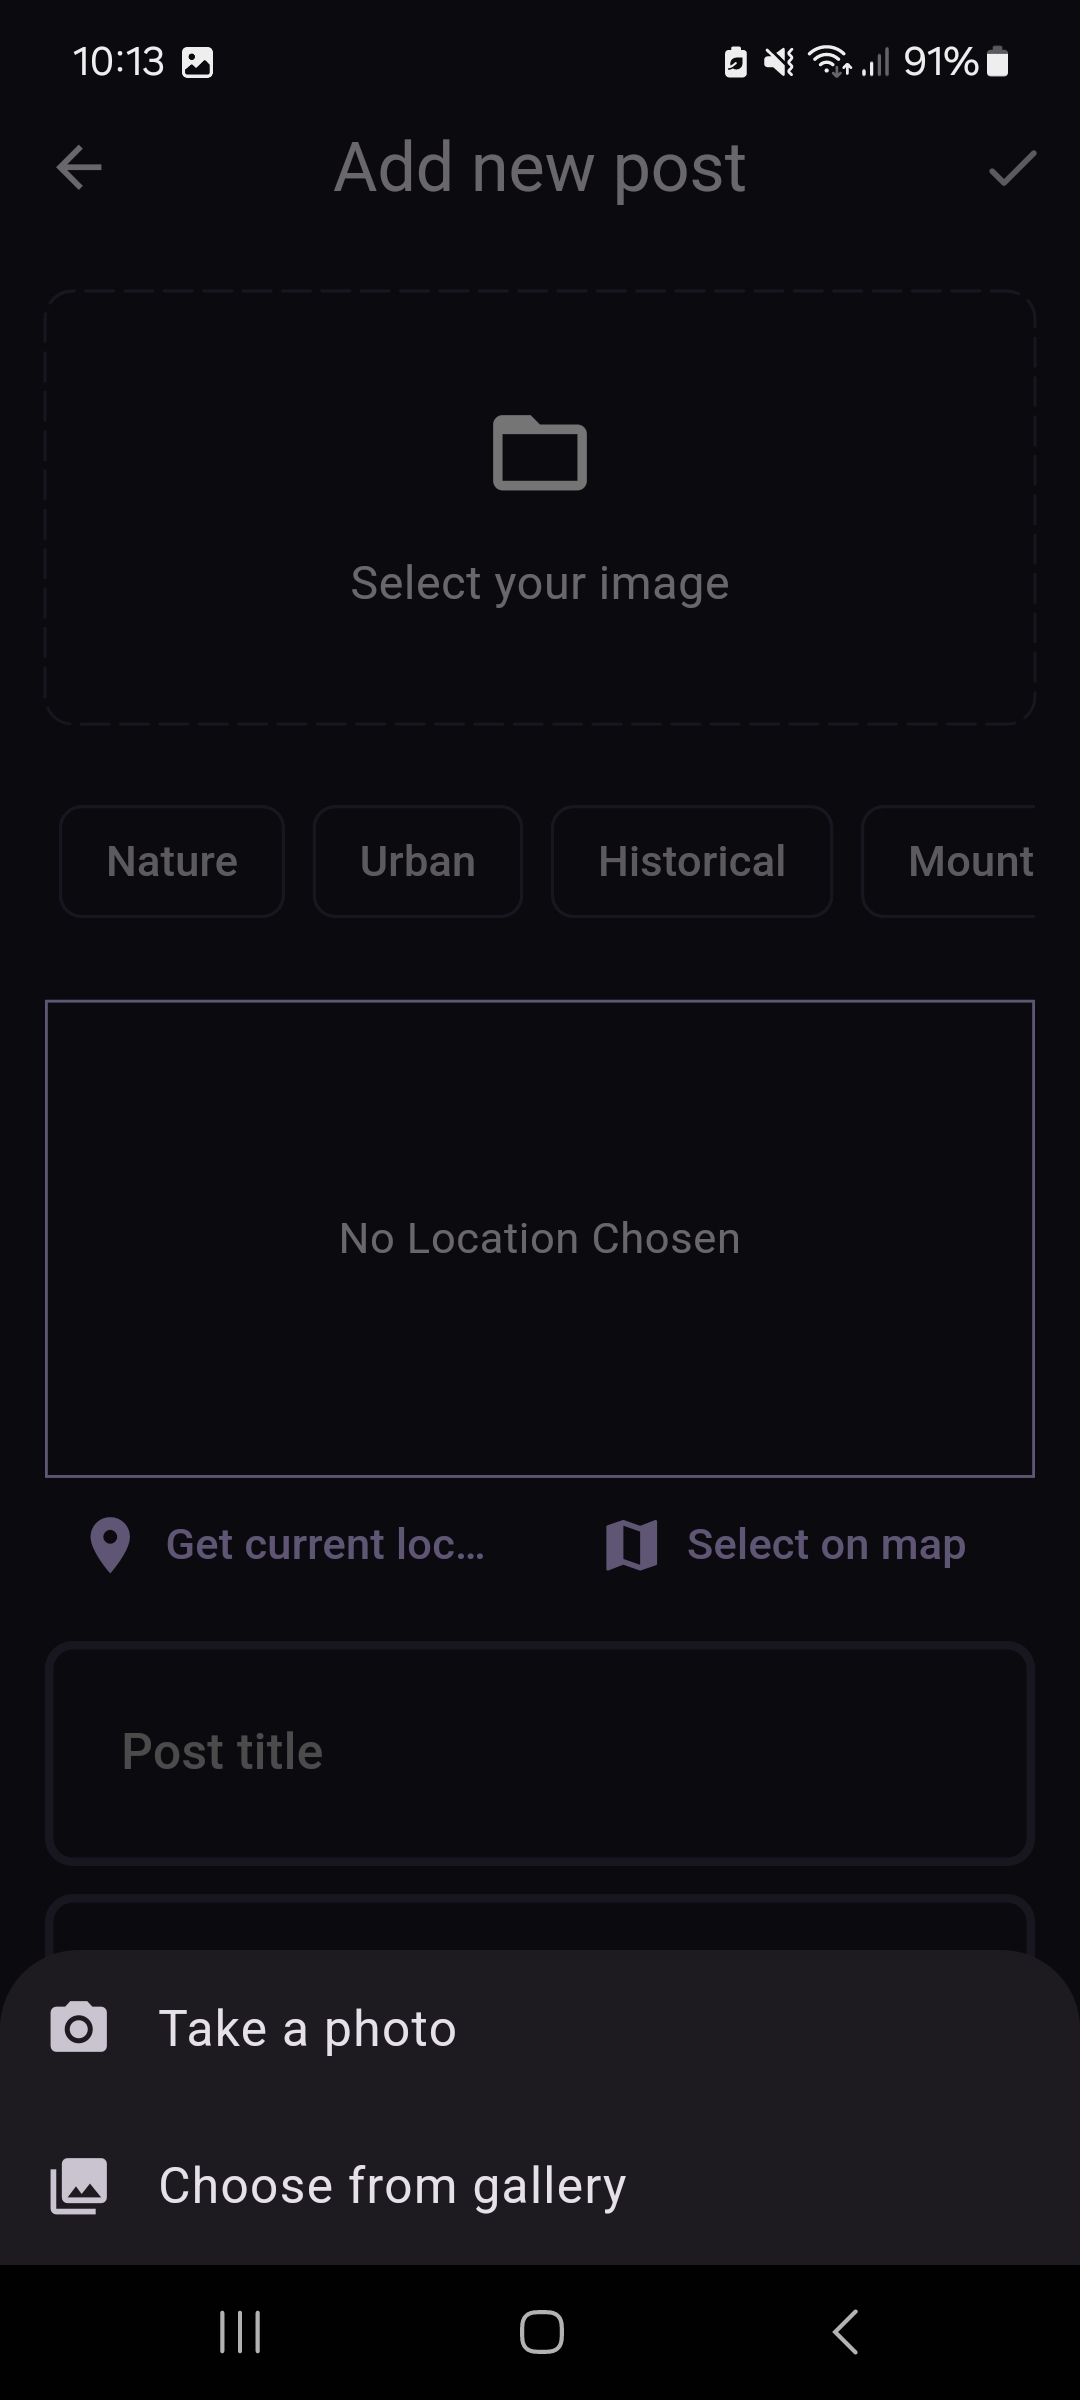 10:13
91%
Add new post
Select your image
Nature
Urban
Historical
Mount
No Location Chosen
Get current loc...
Select on map
Post title
Take a photo
Choose from gallery